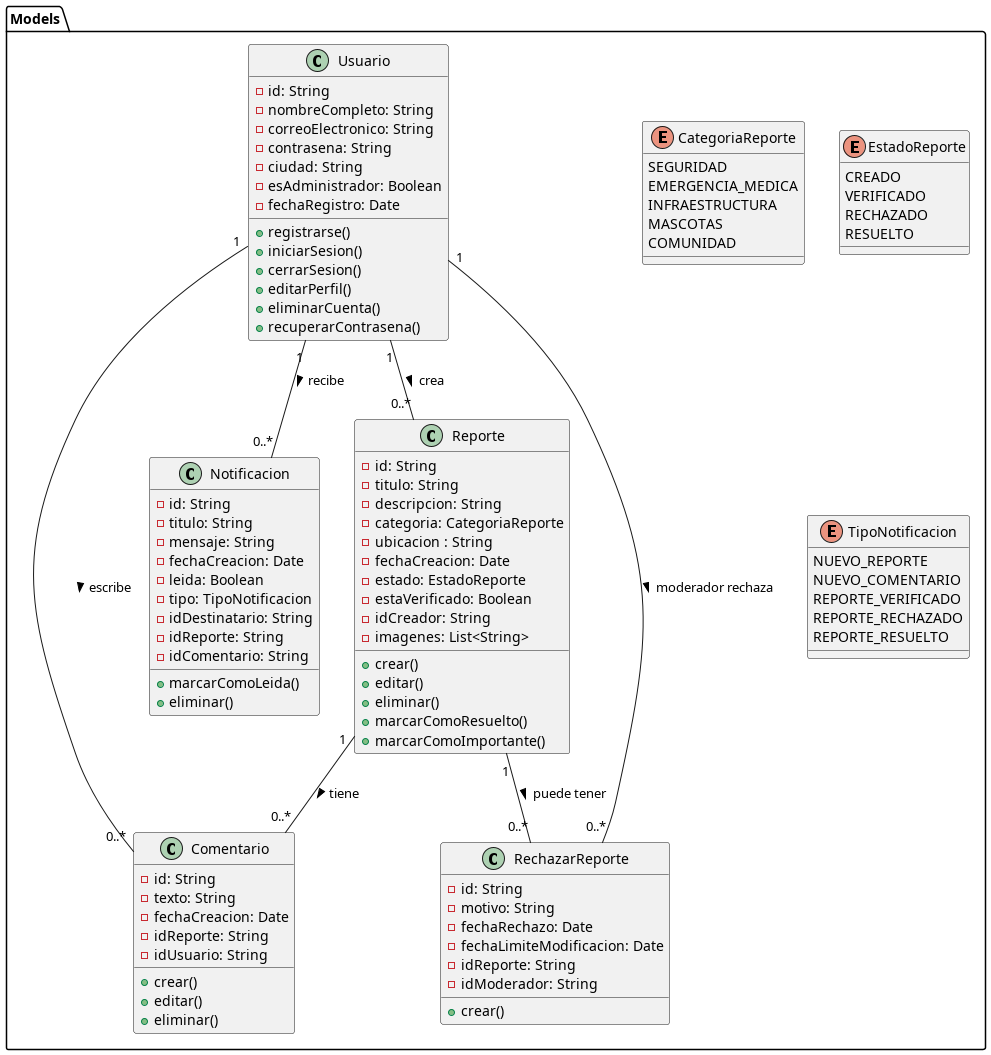 Models
C Usuario
id: String
nombreCompleto: String
correoElectronico: String
contrasena: String
ciudad: String
esAdministrador: Boolean
fechaRegistro: Date
registrarse()
iniciarSesion()
cerrarSesion()
editarPerfil()
eliminarCuenta()
recuperarContrasena()
E CategoriaReporte
SEGURIDAD
EMERGENCIA_MEDICA
INFRAESTRUCTURA
MASCOTAS
COMUNIDAD
E EstadoReporte
CREADO
VERIFICADO
RECHAZADO
RESUELTO
1
1
1
recibe
0..*
1
crea
0..*
C Notificacion
id: String
titulo: String
mensaje: String
fechaCreacion: Date
leida: Boolean
tipo: TipoNotificacion
idDestinatario: String
idReporte: String
idComentario: String
marcarComoLeida()
eliminar()
C Reporte
id: String
titulo: String
descripcion: String
categoria: CategoriaReporte
ubicacion : String
fechaCreacion: Date
estado: EstadoReporte
estaVerificado: Boolean
idCreador: String
imagenes: List<String>
crear()
editar()
eliminar()
marcarComoResuelto()
marcarComoImportante()
E TipoNotificacion
NUEVO_REPORTE
NUEVO_COMENTARIO
REPORTE_VERIFICADO
REPORTE_RECHAZADO
REPORTE_RESUELTO
escribe
moderador rechaza
1
tiene
0..*
1
puede tener
0..*
0..*
0..*
C Comentario
id: String
texto: String
fechaCreacion: Date
idReporte: String
idUsuario: String
crear()
editar()
eliminar()
C RechazarReporte
id: String
motivo: String
fechaRechazo: Date
fechaLimiteModificacion: Date
idReporte: String
idModerador: String
crear()